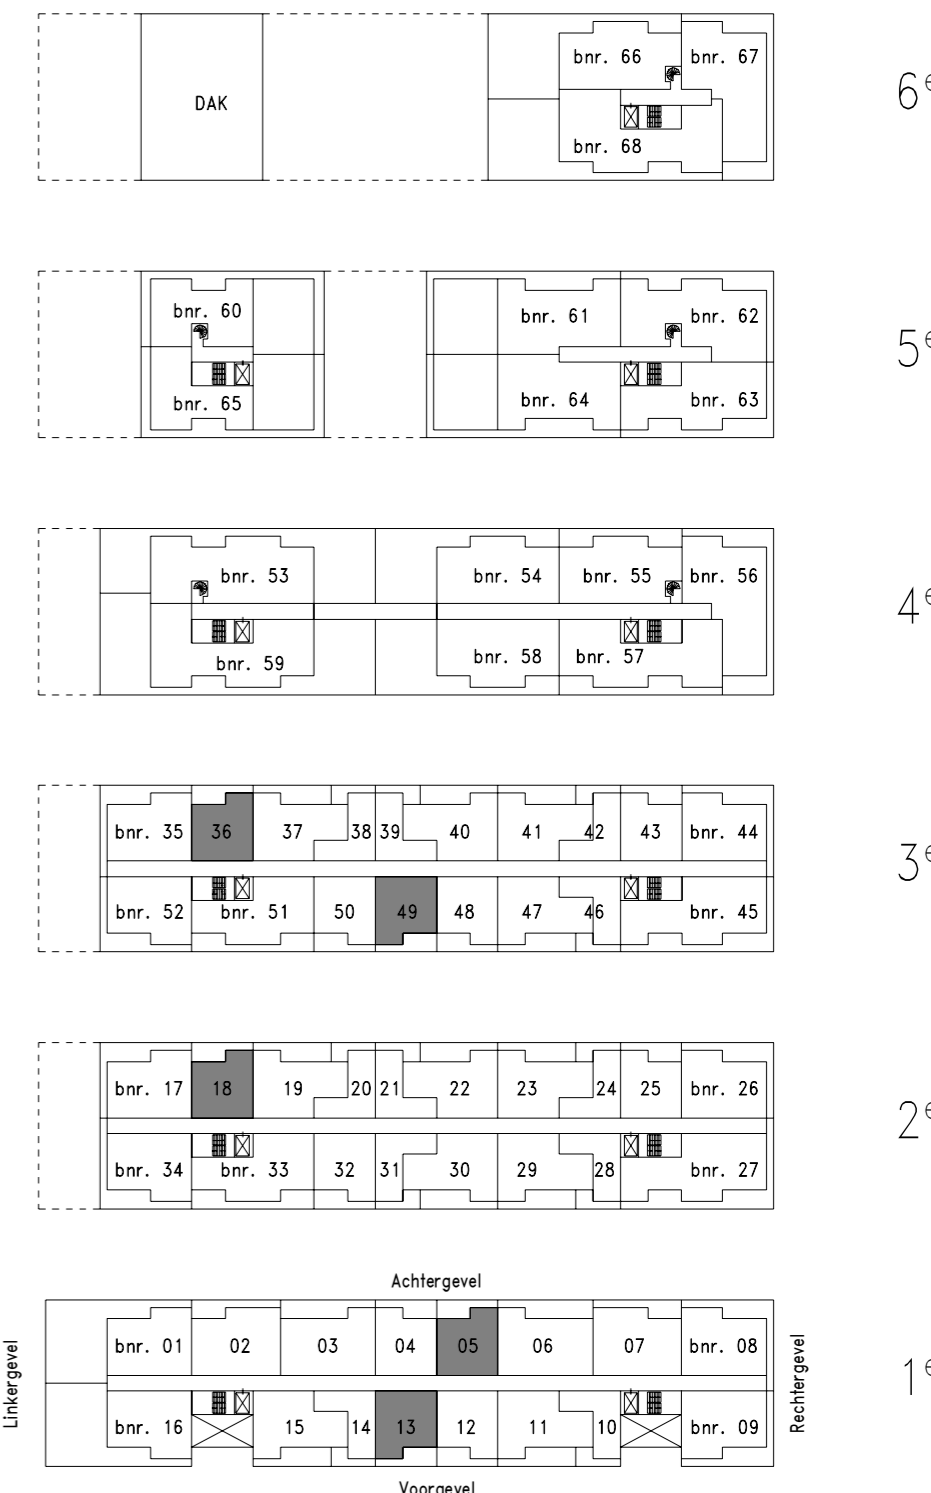 bnr. 66 bnr. 67 6e
DAK
bnr. 68
bnr. 60 bnr. 61 bnr. 62 5e
bnr. 65 bnr. 64 bnr. 63
bnr. 53 bnr. 54 bnr. 55 bnr. 56 4e
bnr. 59 bnr. 58 bnr. 57
bnr. 35 36 37 38 39 40 41 42 43 bnr. 44 3e
bnr. 52 bnr. 51 50 49 48 47 46 bnr. 45
bnr. 17 18 19 20 21 22 23 24 25 bnr. 26 2e
bnr. 34 bnr. 33 32 31 30 29 28 bnr. 27
Achtergevel
Linkergevel
bnr. 01 02 03 04 05 06 07 bnr. 08 1e
Rechtergevel
bnr. 16 15 14 13 12 11 10 bnr. 09
Voorgevel